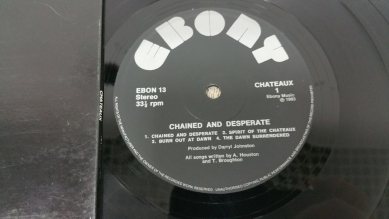 EBONY
EBON 13
Stereo
33⅓ rpm
CHATEAUX
1
Ebony Music
CHAINED AND DESPERATE
1. CHAINED AND DESPERATE 2. SPIRIT OF THE CHATEAUX
3. BURN OUT AT DAWN 4. THE DAWN SURRENDERED
Produced by Darryl Johnston
All songs written by A. Houston
and T. Broughton
CHATEAUX